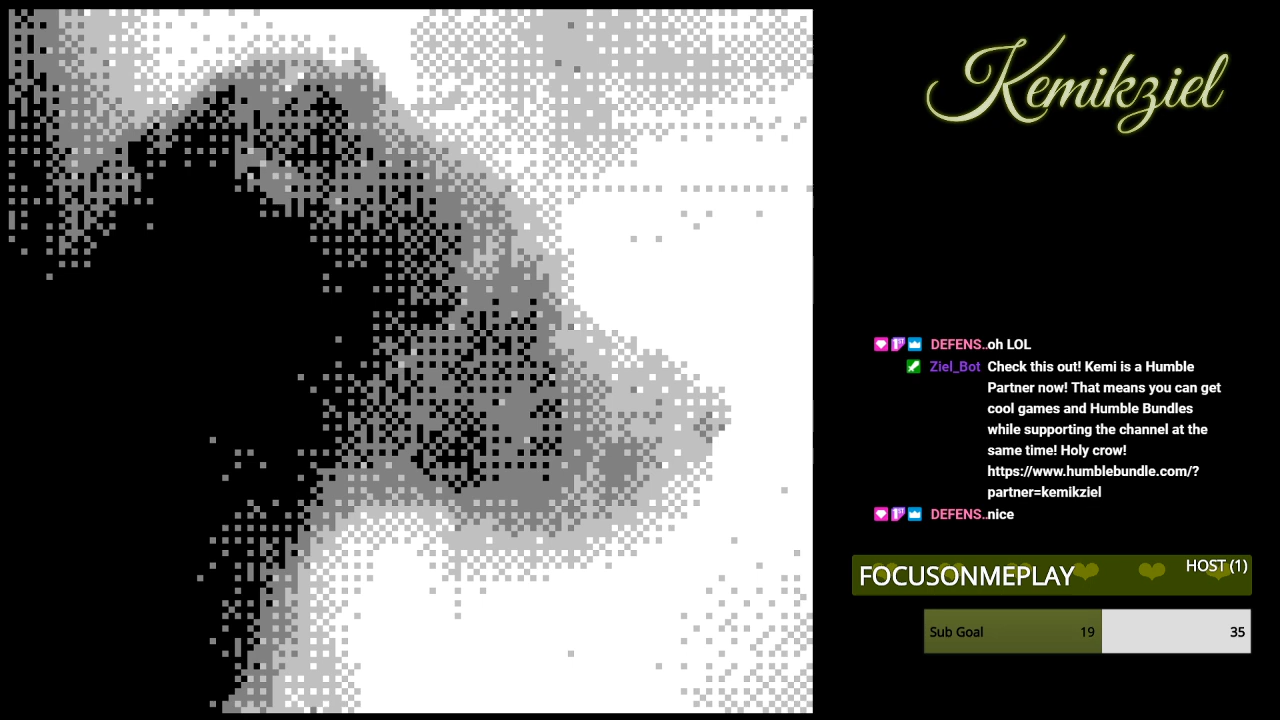 Kemikziel
DEFENS.. oh LOL
Ziel_Bot Check this out! Kemi is a Humble
Partner now! That means you can get
cool games and Humble Bundles
while supporting the channel at the
same time! Holy crow!
https://www.humblebundle.com/?
partner=kemikziel
DEFENS.. nice
FOCUSONMEPLAY HOST (1)
Sub Goal 19 35